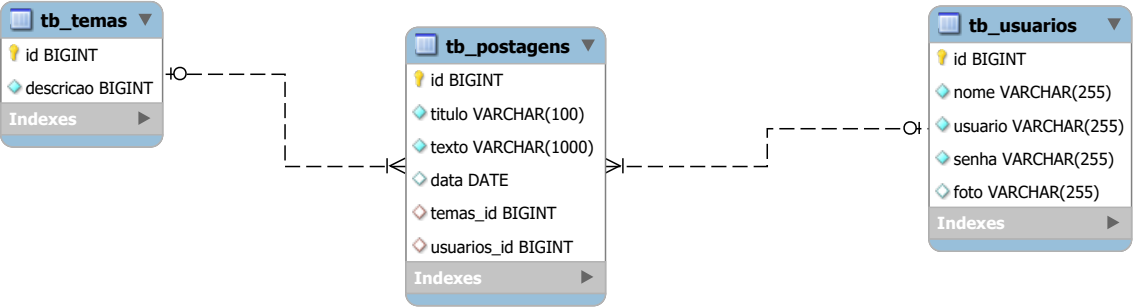 tb_temas
id BIGINT
descricao BIGINT
Indexes
tb_postagens
id BIGINT
titulo VARCHAR(100)
texto VARCHAR(1000)
data DATE
temas_id BIGINT
usuarios_id BIGINT
Indexes
tb_usuarios
id BIGINT
nome VARCHAR(255)
usuario VARCHAR(255)
senha VARCHAR(255)
foto VARCHAR(255)
Indexes